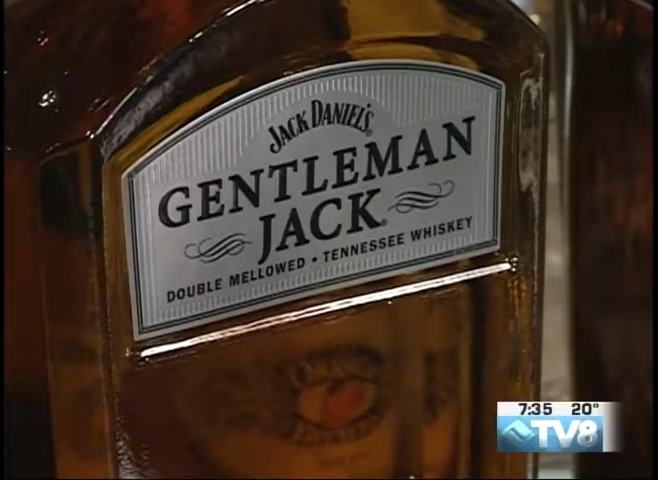 JACK DANIEL'S
GENTLEMAN
JACK
DOUBLE MELLOWED • TENNESSEE WHISKEY
7:35 20°
TV8